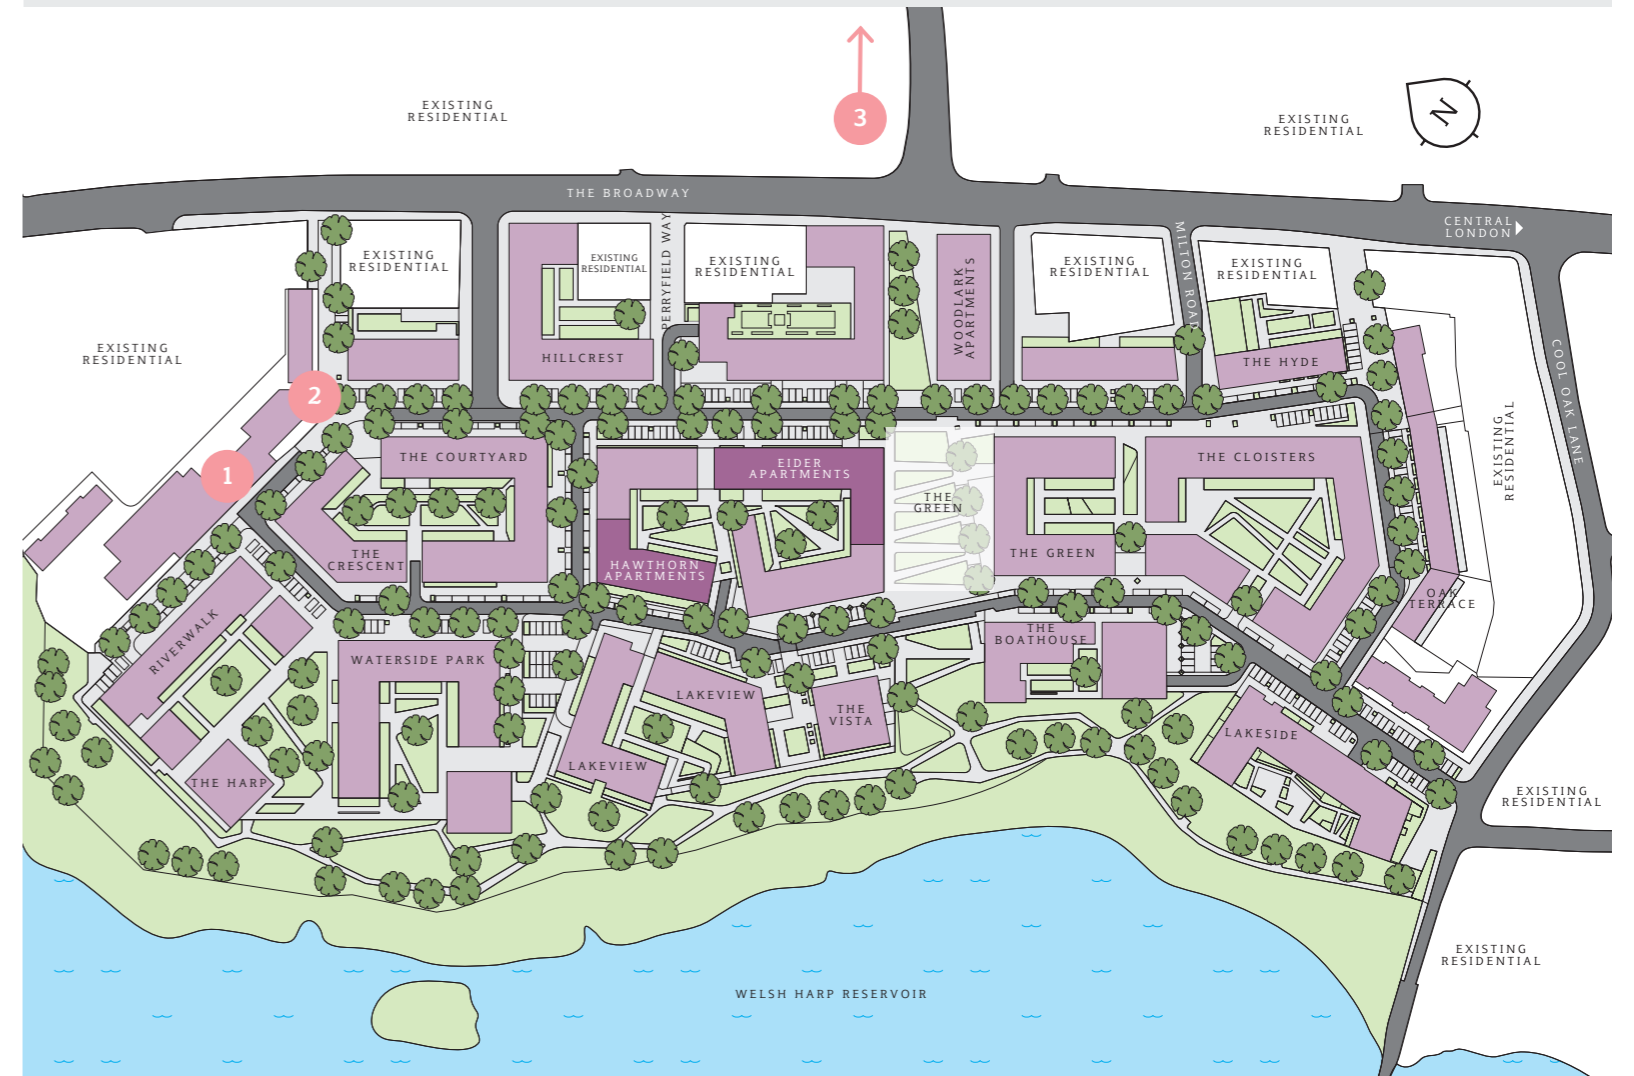 EXISTING
RESIDENTIAL
3
EXISTING
RESIDENTIAL
N
THE BROADWAY
CENTRAL
LONDON
EXISTING
RESIDENTIAL
EXISTING
RESIDENTIAL
PERRYFIELD WAY
EXISTING
RESIDENTIAL
WOODLARK
APARTMENTS
EXISTING
RESIDENTIAL
MILTON ROAD
EXISTING
RESIDENTIAL
EXISTING
RESIDENTIAL
HILLCREST
THE HYDE
COOL OAK LANE
2
1
THE COURTYARD
EIDER
APARTMENTS
THE
GREEN
THE CLOISTERS
EXISTING
RESIDENTIAL
THE
CRESCENT
HAWTHORN
APARTMENTS
THE GREEN
OAK
TERRACE
RIVERWALK
WATERSIDE PARK
THE
BOATHOUSE
LAKEVIEW
THE
VISTA
LAKESIDE
LAKEVIEW
THE HARP
EXISTING
RESIDENTIAL
EXISTING
RESIDENTIAL
WELSH HARP RESERVOIR